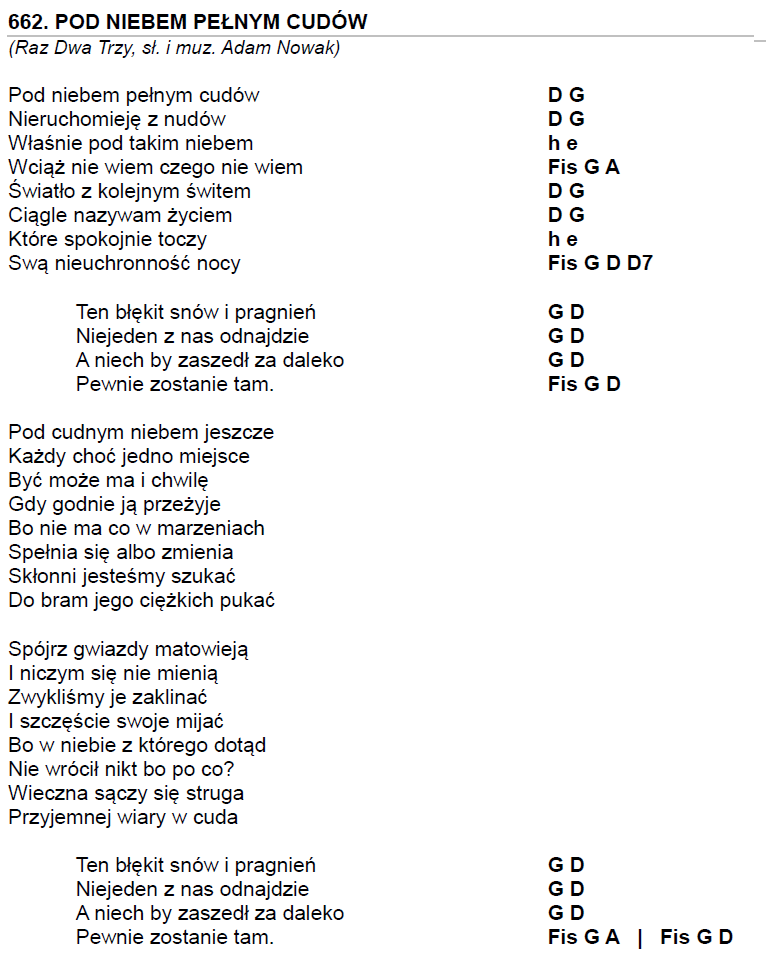 662. POD NIEBEM PEŁNYM CUDÓW
(Raz Dwa Trzy, sł. i muz. Adam Nowak)
Pod niebem pełnym cudów D G
Nieruchomieję z nudów D G
Właśnie pod takim niebem h e
Wciąż nie wiem czego nie wiem Fis G A
Światło z kolejnym świtem D G
Ciągle nazywam życiem D G
Które spokojnie toczy h e
Swą nieuchronność nocy Fis G D D7
Ten błękit snów i pragnień G D
Niejeden z nas odnajdzie G D
A niech by zaszedł za daleko G D
Pewnie zostanie tam. Fis G D
Pod cudnym niebem jeszcze
Każdy choć jedno miejsce
Być może ma i chwilę
Gdy godnie ją przeżyje
Bo nie ma co w marzeniach
Spełnia się albo zmienia
Skłonni jesteśmy szukać
Do bram jego ciężkich pukać
Spójrz gwiazdy matowieją
I niczym się nie mienią
Zwykliśmy je zaklinać
I szczęście swoje mijać
Bo w niebie z którego dotąd
Nie wrócił nikt bo po co?
Wieczna sączy się struga
Przyjemnej wiary w cuda
Ten błękit snów i pragnień G D
Niejeden z nas odnajdzie G D
A niech by zaszedł za daleko G D
Pewnie zostanie tam. Fis G A | Fis G D